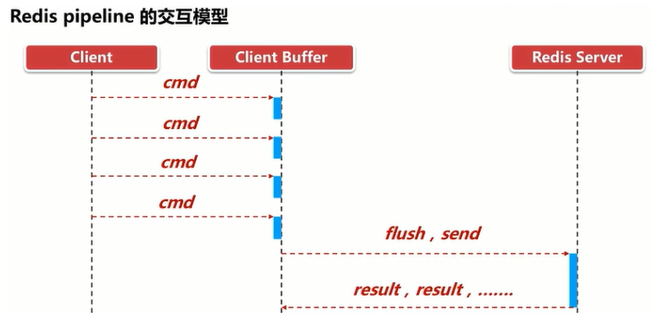 Redis pipeline 的交互模型
Client
Client Buffer
Redis Server
cmd
cmd
cmd
cmd
flush，send
result，result，.......